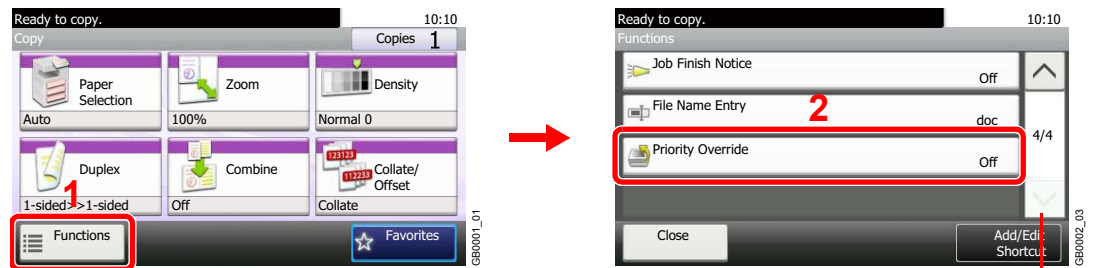 Ready to copy.
10:10
Copy
Copies 1
Paper
Selection
Auto
Zoom
100%
Density
Normal 0
123123
112233
Duplex
1-sided>>1-sided
Combine
Off
Collate/
Offset
Collate
1
Functions
Favorites
GB0001_01
Ready to copy.
10:10
Functions
Job Finish Notice
Off
File Name Entry
doc
2
4/4
Priority Override
Off
Close
Add/Edit
Shortcut
GB0002_03